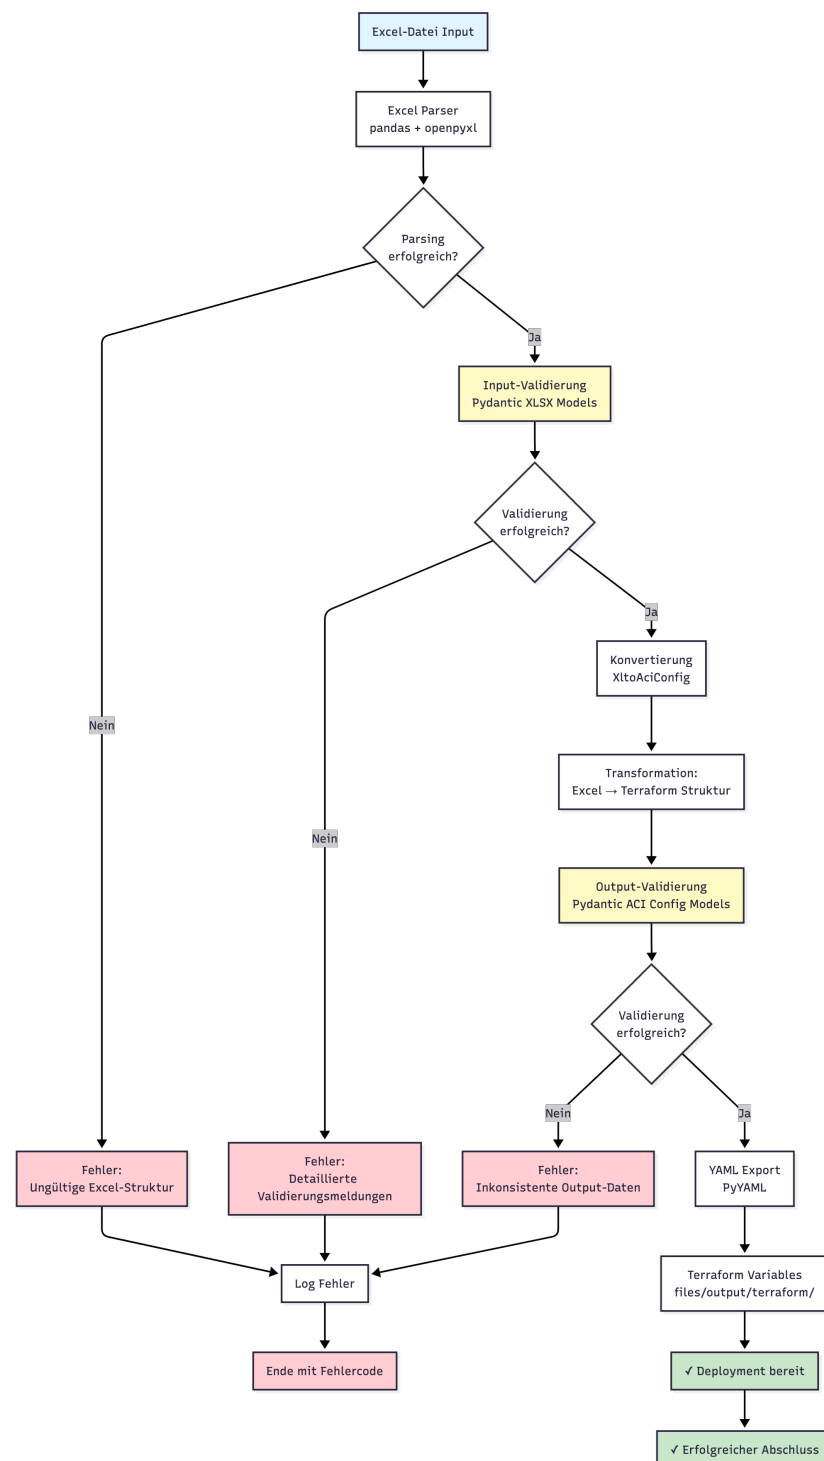 Excel-Datei Input
Excel Parser
pandas + openpyxl
Parsing
erfolgreich?
Ja
Input-Validierung
Pydantic XLSX Models
Validierung
erfolgreich?
Ja
Konvertierung
XltoAciConfig
Nein
Transformation:
Excel → Terraform Struktur
Nein
Output-Validierung
Pydantic ACI Config Models
Validierung
erfolgreich?
Nein
Ja
Fehler:
Ungültige Excel-Struktur
Fehler:
Detaillierte
Validierungsmeldungen
Fehler:
Inkonsistente Output-Daten
YAML Export
PyYAML
Log Fehler
Terraform Variables
files/output/terraform/
Ende mit Fehlercode
✓ Deployment bereit
✓ Erfolgreicher Abschluss